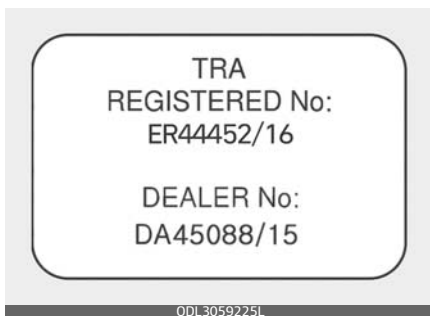 TRA
REGISTERED No:
ER44452/16
DEALER No:
DA45088/15
ODL3059225L